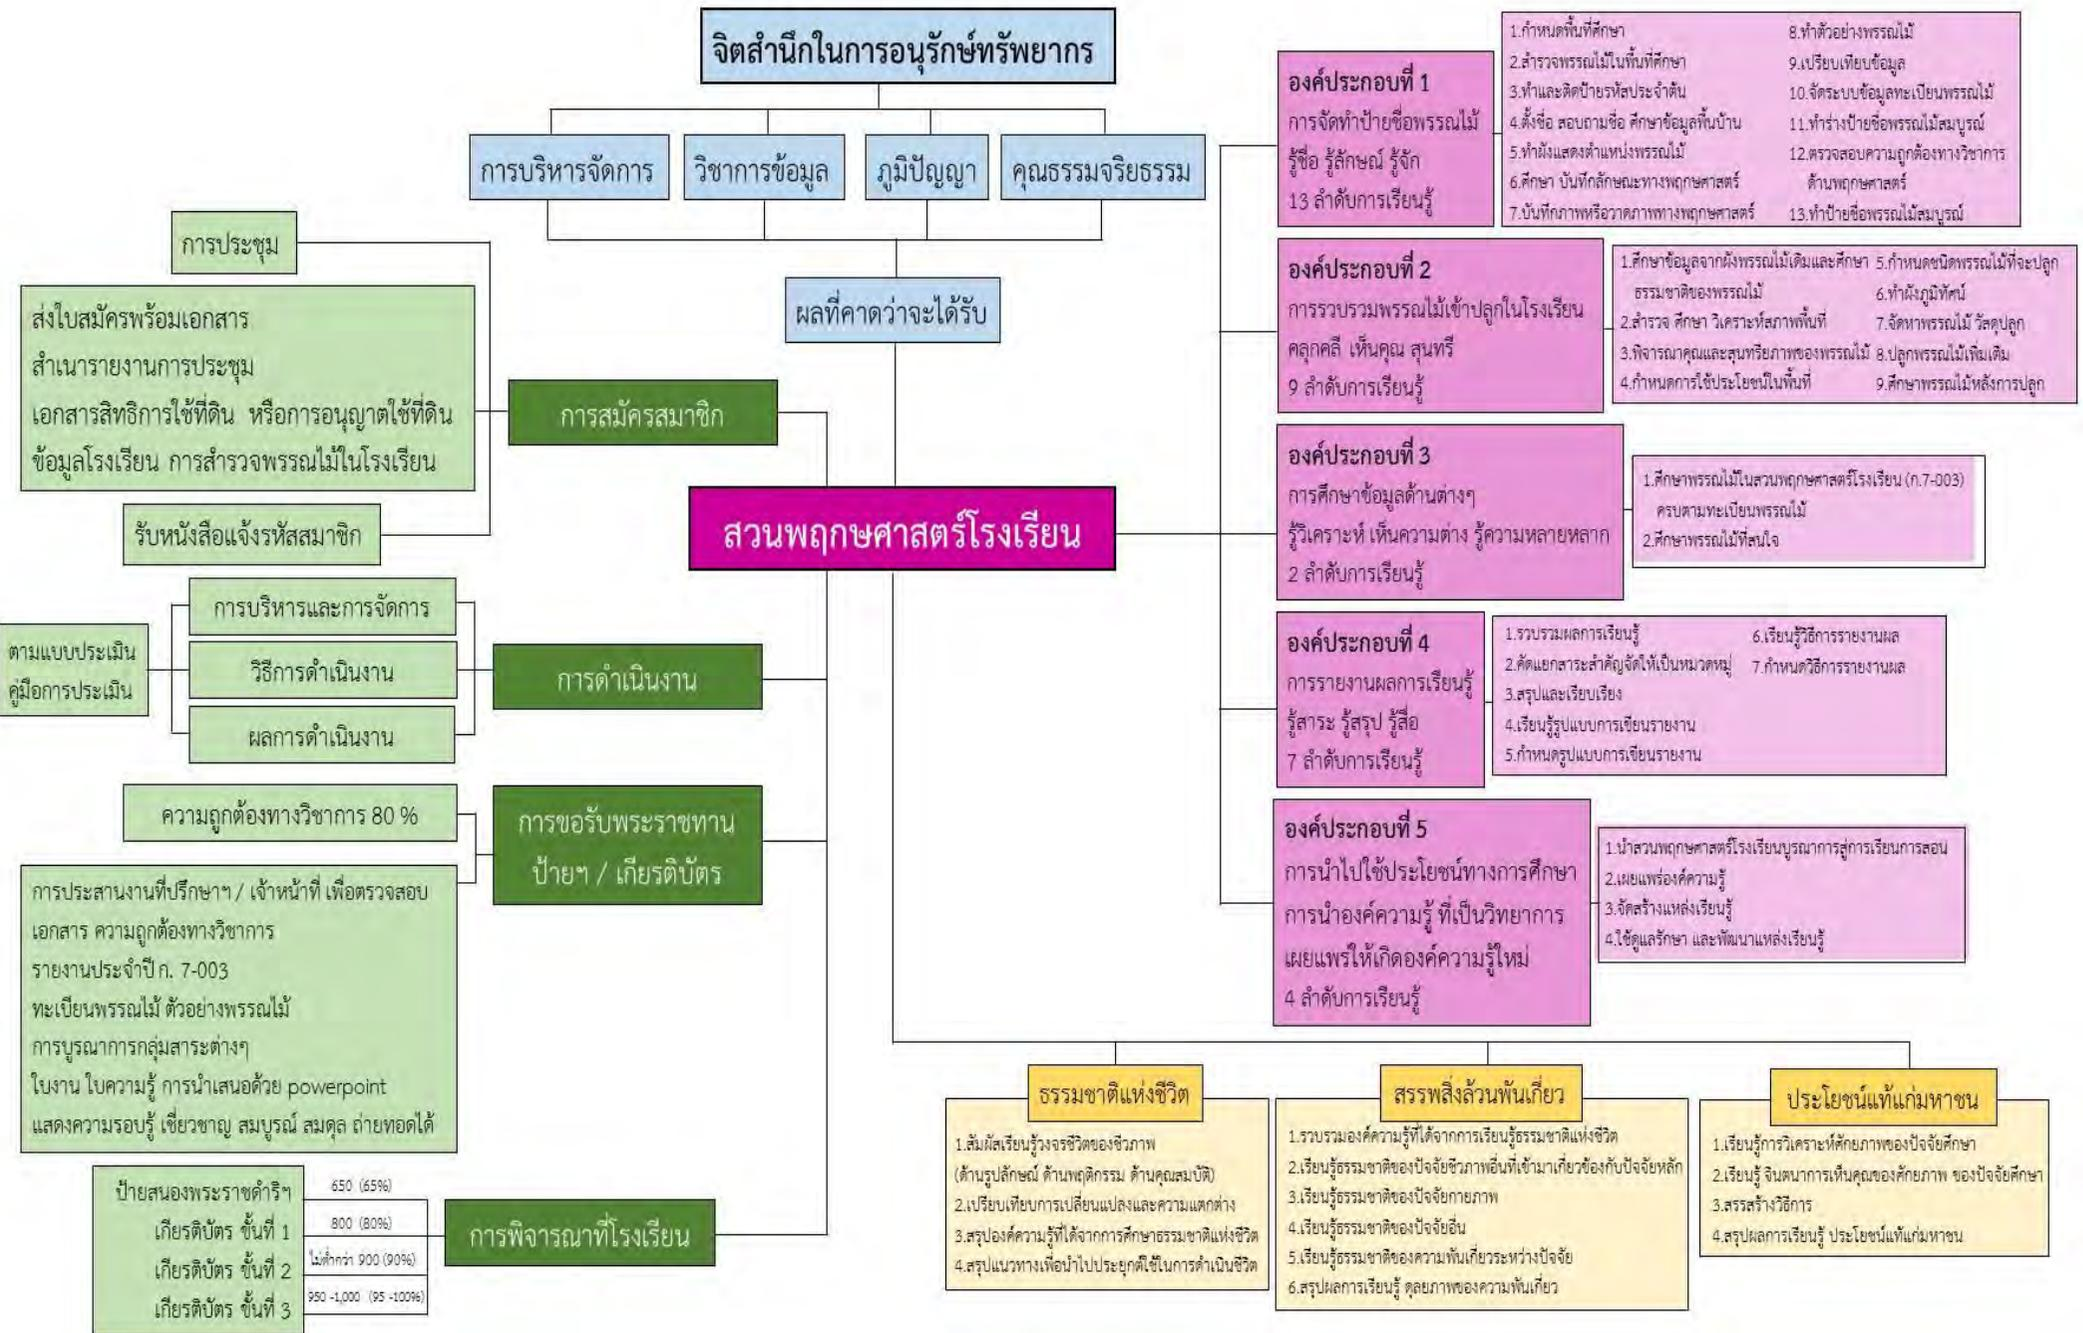 จิตสำนึกในการอนุรักษ์ทรัพยากร
การบริหารจัดการ
วิชาการข้อมูล
ภูมิปัญญา
คุณธรรมจริยธรรม
ผลที่คาดว่าจะได้รับ
การประชุม
ส่งใบสมัครพร้อมเอกสาร
สำเนารายงานการประชุม
เอกสารสิทธิการใช้ที่ดิน หรือการอนุญาตใช้ที่ดิน
ข้อมูลโรงเรียน การสำรวจพรรณไม้ในโรงเรียน
รับหนังสือแจ้งรหัสสมาชิก
การสมัครสมาชิก
สวนพฤกษศาสตร์โรงเรียน
การบริหารและการจัดการ
วิธีการดำเนินงาน
ผลการดำเนินงาน
ตามแบบประเมิน
คู่มือการประเมิน
การดำเนินงาน
ความถูกต้องทางวิชาการ 80 %
การขอรับพระราชทาน
ป้ายฯ / เกียรติบัตร
การประสานงานที่ปรึกษาฯ / เจ้าหน้าที่ เพื่อตรวจสอบ
เอกสาร ความถูกต้องทางวิชาการ
รายงานประจำปี ก. 7-003
ทะเบียนพรรณไม้ ตัวอย่างพรรณไม้
การบูรณาการกลุ่มสาระต่างๆ
ใบงาน ใบความรู้ การนำเสนอด้วย powerpoint
แสดงความรอบรู้ เชี่ยวชาญ สมบูรณ์ สมดุล ถ่ายทอดได้
ป้ายสนองพระราชดำริฯ
650 (65%)
เกียรติบัตร ขั้นที่ 1
800 (80%)
เกียรติบัตร ขั้นที่ 2
ไม่ต่ำกว่า 900 (90%)
เกียรติบัตร ขั้นที่ 3
950 -1,000 (95 -100%)
การพิจารณาที่โรงเรียน
องค์ประกอบที่ 1
การจัดทำป้ายชื่อพรรณไม้
รู้ชื่อ รู้ลักษณ์ รู้จัก
13 ลำดับการเรียนรู้
1.กำหนดพื้นที่ศึกษา
2.สำรวจพรรณไม้ในพื้นที่ศึกษา
3.ทำและติดป้ายรหัสประจำต้น
4.ตั้งชื่อ สอบถามชื่อ ศึกษาข้อมูลพื้นบ้าน
5.ทำผังแสดงตำแหน่งพรรณไม้
6.ศึกษา บันทึกลักษณะทางพฤกษศาสตร์
7.บันทึกภาพหรือวาดภาพทางพฤกษศาสตร์
8.ทำตัวอย่างพรรณไม้
9.เปรียบเทียบข้อมูล
10.จัดระบบข้อมูลทะเบียนพรรณไม้
11.ทำร่างป้ายชื่อพรรณไม้สมบูรณ์
12.ตรวจสอบความถูกต้องทางวิชาการ
ด้านพฤกษศาสตร์
13.ทำป้ายชื่อพรรณไม้สมบูรณ์
องค์ประกอบที่ 2
การรวบรวมพรรณไม้เข้าปลูกในโรงเรียน
คลุกคลี เห็นคุณ สุนทรี
9 ลำดับการเรียนรู้
1.ศึกษาข้อมูลจากผังพรรณไม้เดิมและศึกษา
ธรรมชาติของพรรณไม้
2.สำรวจ ศึกษา วิเคราะห์สภาพพื้นที่
3.พิจารณาคุณและสุนทรียภาพของพรรณไม้
4.กำหนดการใช้ประโยชน์ในพื้นที่
5.กำหนดชนิดพรรณไม้ที่จะปลูก
6.ทำผังภูมิทัศน์
7.จัดหาพรรณไม้ วัสดุปลูก
8.ปลูกพรรณไม้เพิ่มเติม
9.ศึกษาพรรณไม้หลังการปลูก
องค์ประกอบที่ 3
การศึกษาข้อมูลด้านต่างๆ
รู้วิเคราะห์ เห็นความต่าง รู้ความหลายหลาก
2 ลำดับการเรียนรู้
1.ศึกษาพรรณไม้ในสวนพฤกษศาสตร์โรงเรียน (ก.7-003)
ครบตามทะเบียนพรรณไม้
2.ศึกษาพรรณไม้ที่สนใจ
องค์ประกอบที่ 4
การรายงานผลการเรียนรู้
รู้สาระ รู้สรุป รู้สื่อ
7 ลำดับการเรียนรู้
1.รวบรวมผลการเรียนรู้
2.คัดแยกสาระสำคัญจัดให้เป็นหมวดหมู่
3.สรุปและเรียบเรียง
4.เรียนรู้รูปแบบการเขียนรายงาน
5.กำหนดรูปแบบการเขียนรายงาน
6.เรียนรู้วิธีการรายงานผล
7.กำหนดวิธีการรายงานผล
องค์ประกอบที่ 5
การนำไปใช้ประโยชน์ทางการศึกษา
การนำองค์ความรู้ ที่เป็นวิทยาการ
เผยแพร่ให้เกิดองค์ความรู้ใหม่
4 ลำดับการเรียนรู้
1.นำสวนพฤกษศาสตร์โรงเรียนบูรณาการสู่การเรียนการสอน
2.เผยแพร่องค์ความรู้
3.จัดสร้างแหล่งเรียนรู้
4.ใช้ดูแลรักษา และพัฒนาแหล่งเรียนรู้
ธรรมชาติแห่งชีวิต
1.สัมผัสเรียนรู้วงจรชีวิตของชีวภาพ
(ด้านรูปลักษณ์ ด้านพฤติกรรม ด้านคุณสมบัติ)
2.เปรียบเทียบการเปลี่ยนแปลงและความแตกต่าง
3.สรุปองค์ความรู้ที่ได้จากการศึกษาธรรมชาติแห่งชีวิต
4.สรุปแนวทางเพื่อนำไปประยุกต์ใช้ในการดำเนินชีวิต
สรรพสิ่งล้วนพันเกี่ยว
1.รวบรวมองค์ความรู้ที่ได้จากการเรียนรู้ธรรมชาติแห่งชีวิต
2.เรียนรู้ธรรมชาติของปัจจัยชีวภาพอื่นที่เข้ามาเกี่ยวข้องกับปัจจัยหลัก
3.เรียนรู้ธรรมชาติของปัจจัยกายภาพ
4.เรียนรู้ธรรมชาติของปัจจัยอื่น
5.เรียนรู้ธรรมชาติของความพันเกี่ยวระหว่างปัจจัย
6.สรุปผลการเรียนรู้ ดุลยภาพของความพันเกี่ยว
ประโยชน์แท้แก่มหาชน
1.เรียนรู้การวิเคราะห์ศักยภาพของปัจจัยศึกษา
2.เรียนรู้ จินตนาการเห็นคุณของศักยภาพ ของปัจจัยศึกษา
3.สรรสร้างวิธีการ
4.สรุปผลการเรียนรู้ ประโยชน์แท้แก่มหาชน